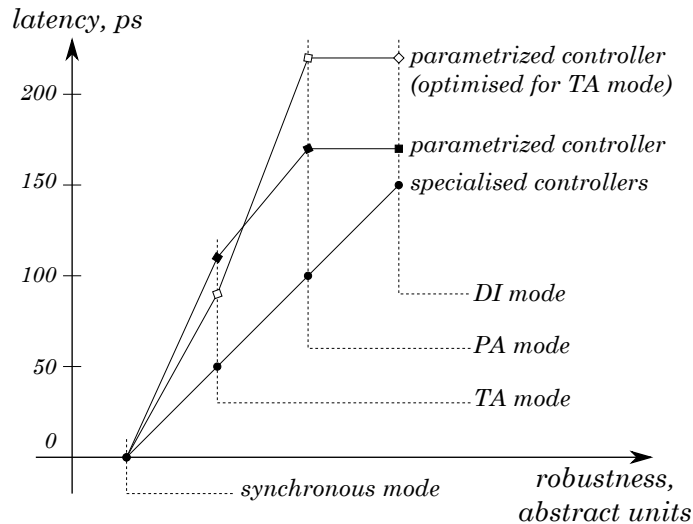 latency, ps
parametrized controller
(optimised for TA mode)
200
parametrized controller
150
specialised controllers
100
DI mode
PA mode
50
TA mode
0
synchronous mode
robustness,
abstract units